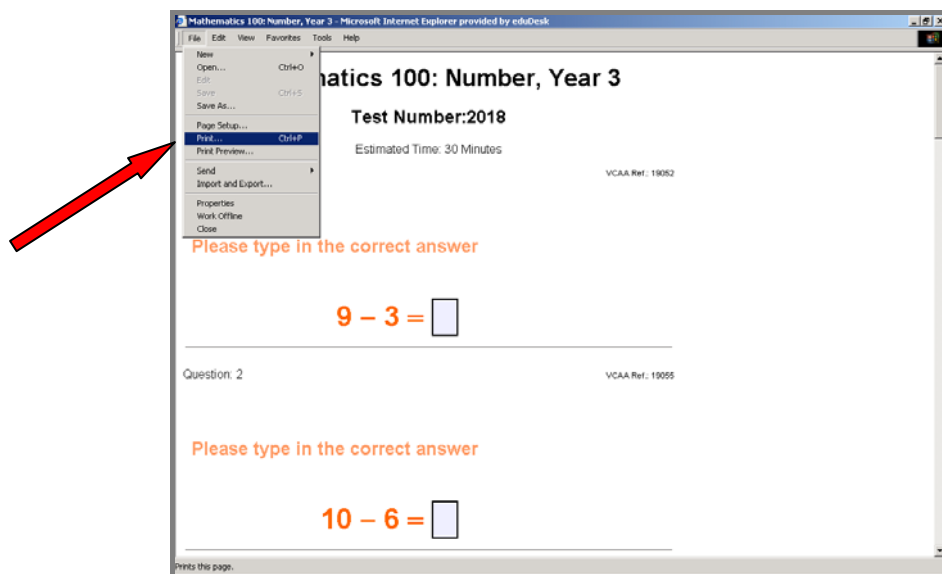 Mathematics 100: Number, Year 3 - Microsoft Internet Explorer provided by eduDesk
File Edit View Favorites Tools Help
New
Open... Ctrl+O
Edit
Save Ctrl+S
Save As...
Page Setup...
Print... Ctrl+P
Print Preview...
Send
Import and Export...
Properties
Work Offline
Close
atics 100: Number, Year 3
Test Number:2018
Estimated Time: 30 Minutes
VCAA Ref.: 19052
Please type in the correct answer
9 – 3 =
Question: 2
VCAA Ref.: 19055
Please type in the correct answer
10 – 6 =
Prints this page.